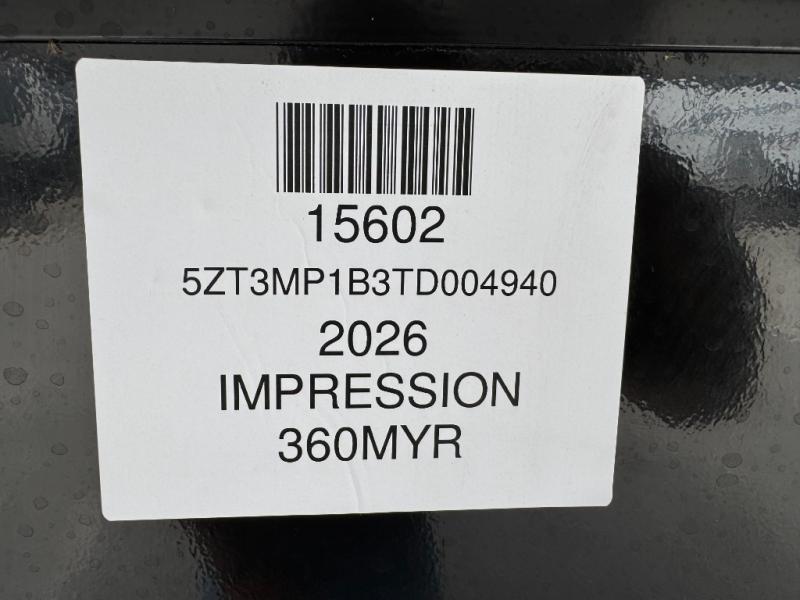 15602
5ZT3MP1B3TD004940
2026
IMPRESSION
360MYR